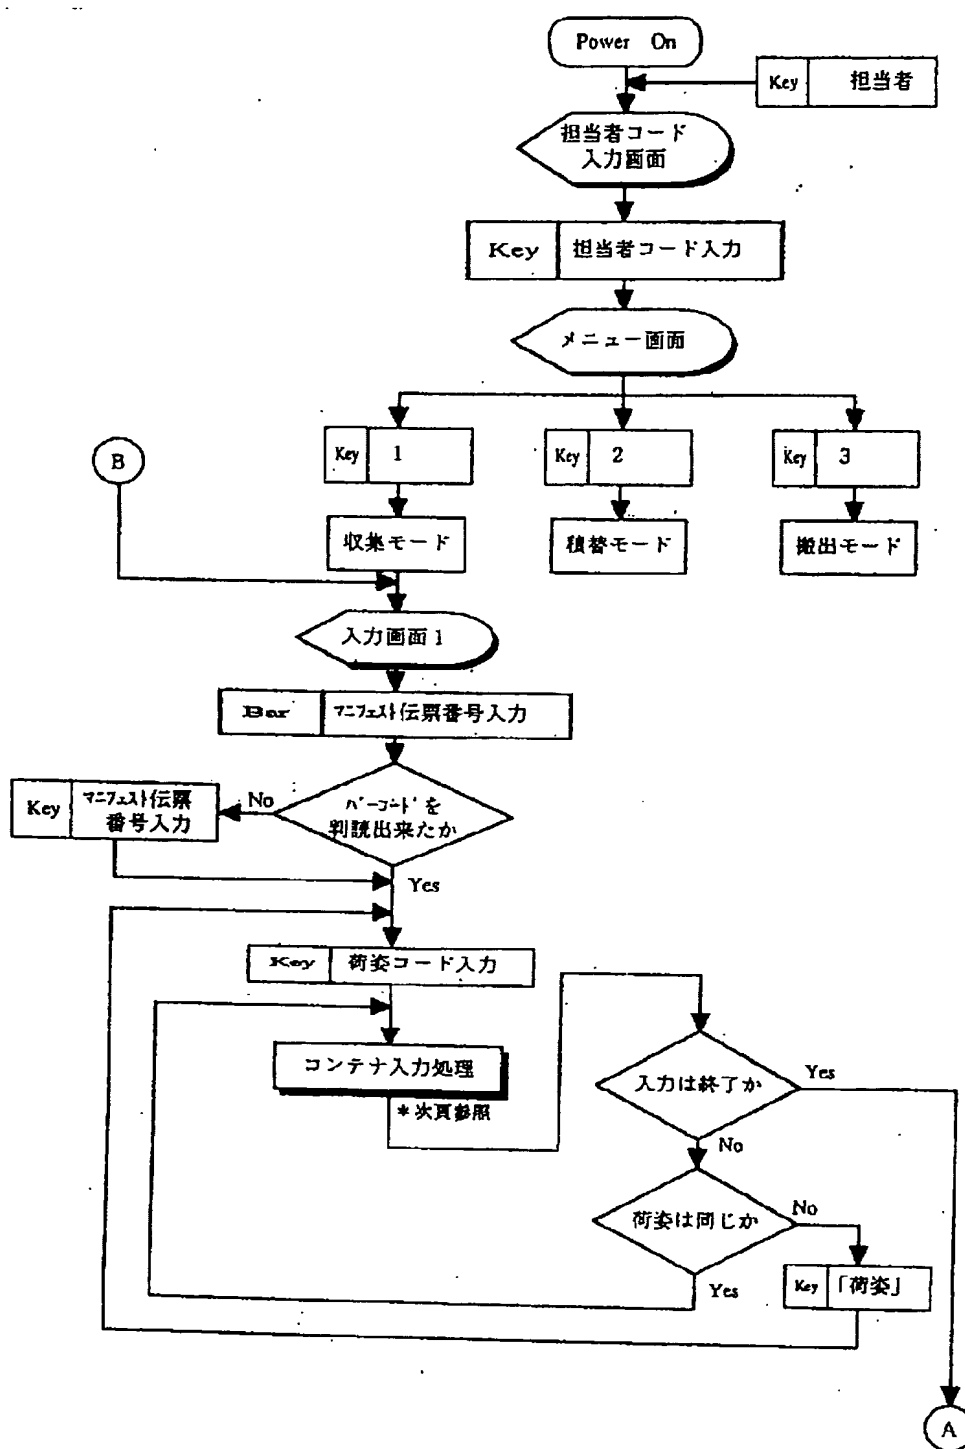 Power On
Key 担当者
担当者コード
入力画面
Key 担当者コード入力
メニュー画面
Key 1
Key 2
Key 3
B
収集モード
積替モード
搬出モード
入力画面1
Bar マニフェスト伝票番号入力
バーコードを
判読出来たか
No
Key マニフェスト伝票
番号入力
Yes
Key 荷姿コード入力
コンテナ入力処理
*次頁参照
入力は終了か
Yes
No
荷姿は同じか
No
Yes
Key 「荷姿」
A